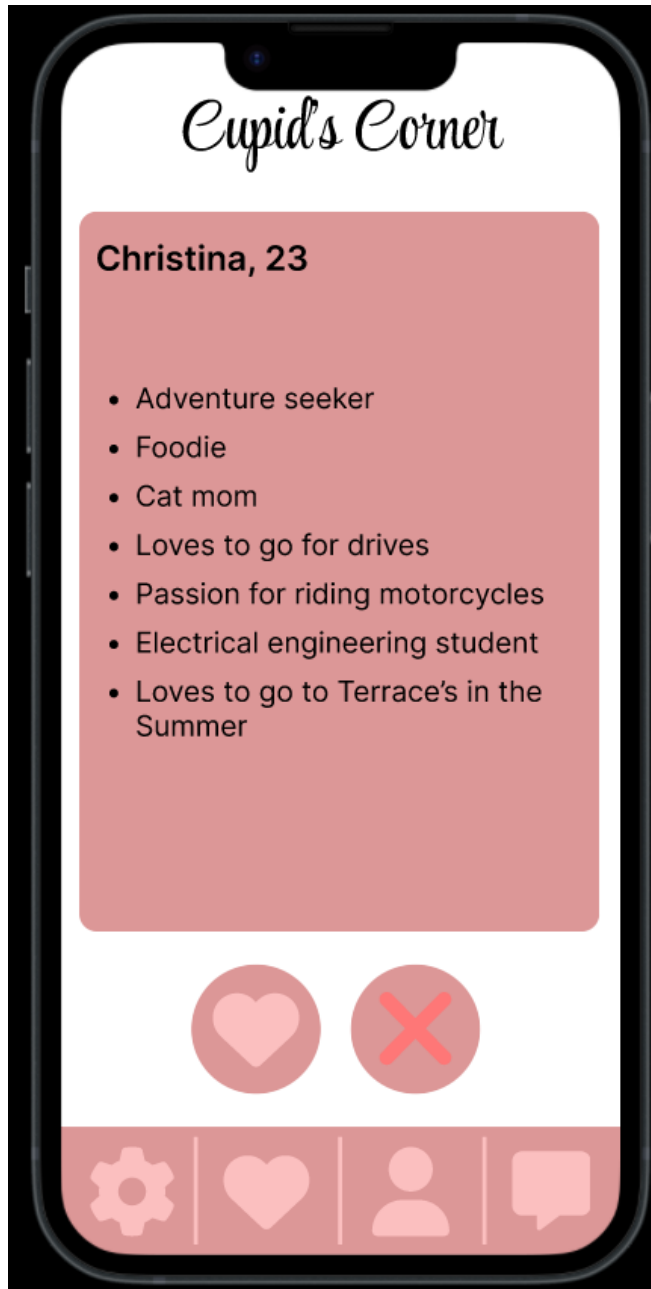 Cupid's Corner
Christina, 23
• Adventure seeker
• Foodie
• Cat mom
• Loves to go for drives
• Passion for riding motorcycles
• Electrical engineering student
• Loves to go to Terrace’s in the
Summer